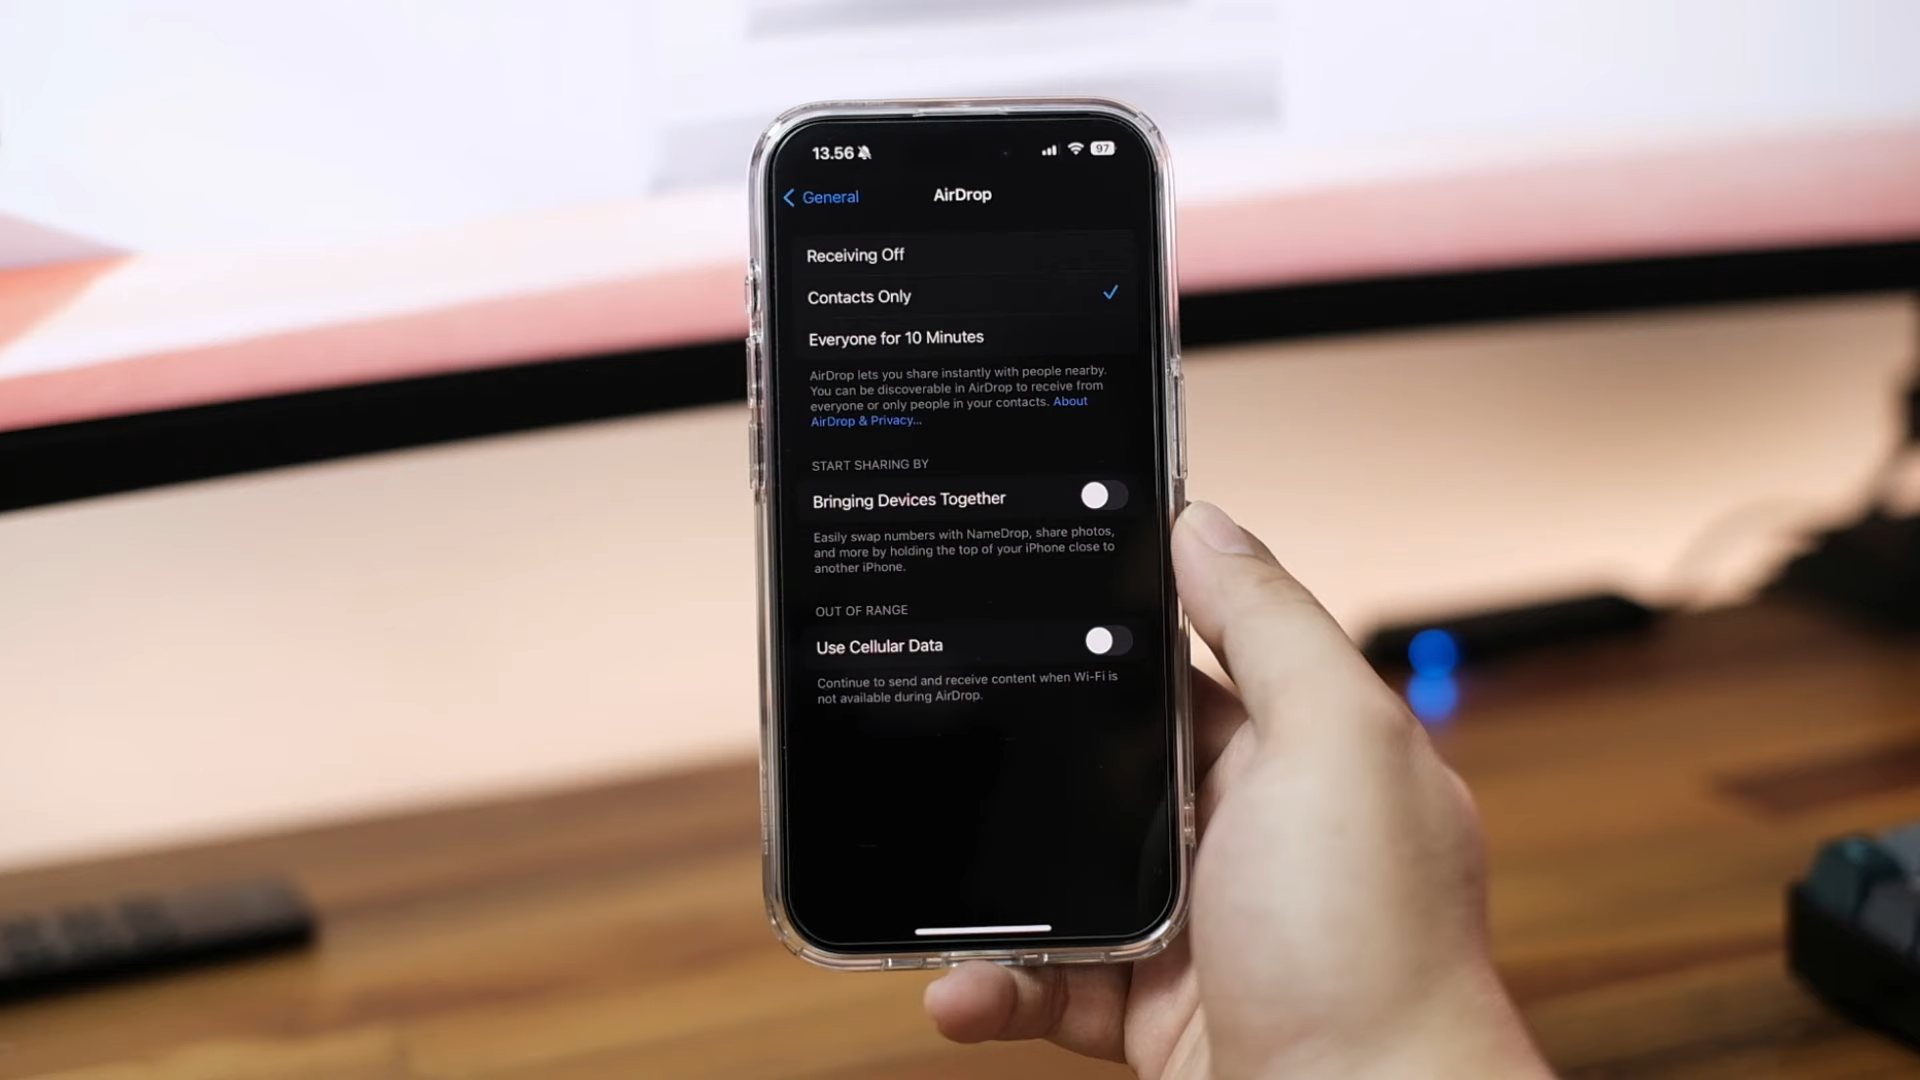 13.56
97
General
AirDrop
Receiving Off
Contacts Only
Everyone for 10 Minutes
AirDrop lets you share instantly with people nearby.
You can be discoverable in AirDrop to receive from
everyone or only people in your contacts. About
AirDrop & Privacy...
START SHARING BY
Bringing Devices Together
Easily swap numbers with NameDrop, share photos,
and more by holding the top of your iPhone close to
another iPhone.
OUT OF RANGE
Use Cellular Data
Continue to send and receive content when Wi-Fi is
not available during AirDrop.